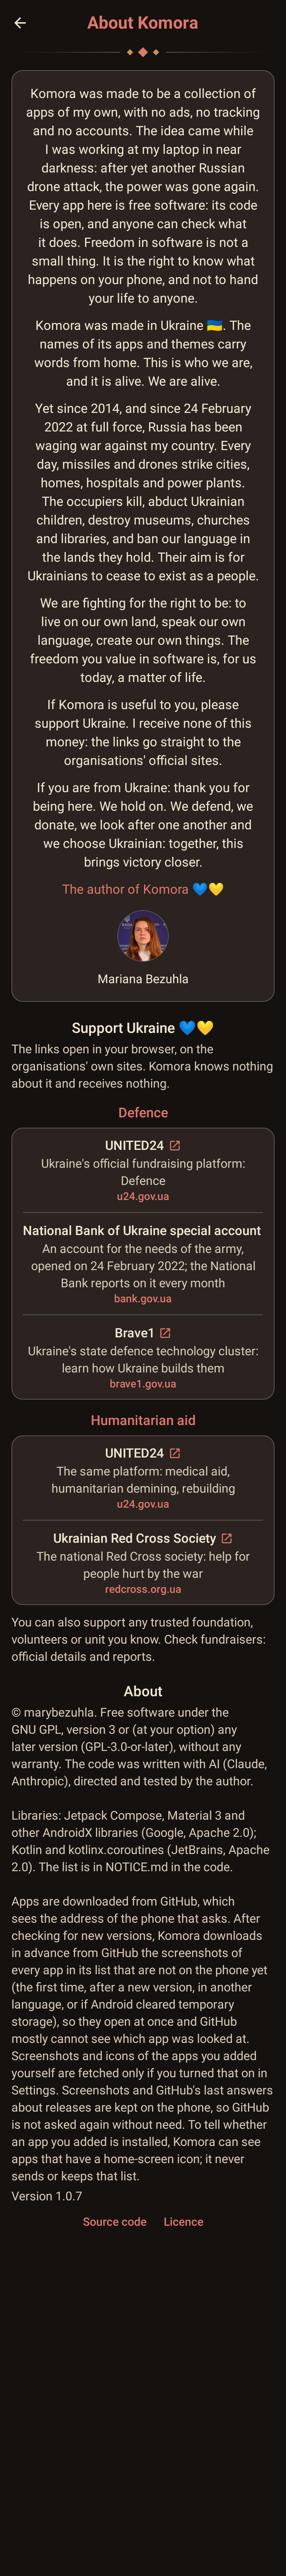 About Komora
Komora was made to be a collection of
apps of my own, with no ads, no tracking
and no accounts. The idea came while
I was working at my laptop in near
darkness: after yet another Russian
drone attack, the power was gone again.
Every app here is free software: its code
is open, and anyone can check what
it does. Freedom in software is not a
small thing. It is the right to know what
happens on your phone, and not to hand
your life to anyone.
Komora was made in Ukraine 🇺🇦. The
names of its apps and themes carry
words from home. This is who we are,
and it is alive. We are alive.
Yet since 2014, and since 24 February
2022 at full force, Russia has been
waging war against my country. Every
day, missiles and drones strike cities,
homes, hospitals and power plants.
The occupiers kill, abduct Ukrainian
children, destroy museums, churches
and libraries, and ban our language in
the lands they hold. Their aim is for
Ukrainians to cease to exist as a people.
We are fighting for the right to be: to
live on our own land, speak our own
language, create our own things. The
freedom you value in software is, for us
today, a matter of life.
If Komora is useful to you, please
support Ukraine. I receive none of this
money: the links go straight to the
organisations' official sites.
If you are from Ukraine: thank you for
being here. We hold on. We defend, we
donate, we look after one another and
we choose Ukrainian: together, this
brings victory closer.
The author of Komora 💙💛
Mariana Bezuhla
Support Ukraine 💙💛
The links open in your browser, on the
organisations' own sites. Komora knows nothing
about it and receives nothing.
Defence
UNITED24
Ukraine's official fundraising platform:
Defence
u24.gov.ua
National Bank of Ukraine special account
An account for the needs of the army,
opened on 24 February 2022; the National
Bank reports on it every month
bank.gov.ua
Brave1
Ukraine's state defence technology cluster:
learn how Ukraine builds them
brave1.gov.ua
Humanitarian aid
UNITED24
The same platform: medical aid,
humanitarian demining, rebuilding
u24.gov.ua
Ukrainian Red Cross Society
The national Red Cross society: help for
people hurt by the war
redcross.org.ua
You can also support any trusted foundation,
volunteers or unit you know. Check fundraisers:
official details and reports.
About
© marybezuhla. Free software under the
GNU GPL, version 3 or (at your option) any
later version (GPL-3.0-or-later), without any
warranty. The code was written with AI (Claude,
Anthropic), directed and tested by the author.
Libraries: Jetpack Compose, Material 3 and
other AndroidX libraries (Google, Apache 2.0);
Kotlin and kotlinx.coroutines (JetBrains, Apache
2.0). The list is in NOTICE.md in the code.
Apps are downloaded from GitHub, which
sees the address of the phone that asks. After
checking for new versions, Komora downloads
in advance from GitHub the screenshots of
every app in its list that are not on the phone yet
(the first time, after a new version, in another
language, or if Android cleared temporary
storage), so they open at once and GitHub
mostly cannot see which app was looked at.
Screenshots and icons of the apps you added
yourself are fetched only if you turned that on in
Settings. Screenshots and GitHub's last answers
about releases are kept on the phone, so GitHub
is not asked again without need. To tell whether
an app you added is installed, Komora can see
apps that have a home-screen icon; it never
sends or keeps that list.
Version 1.0.7
Source code Licence